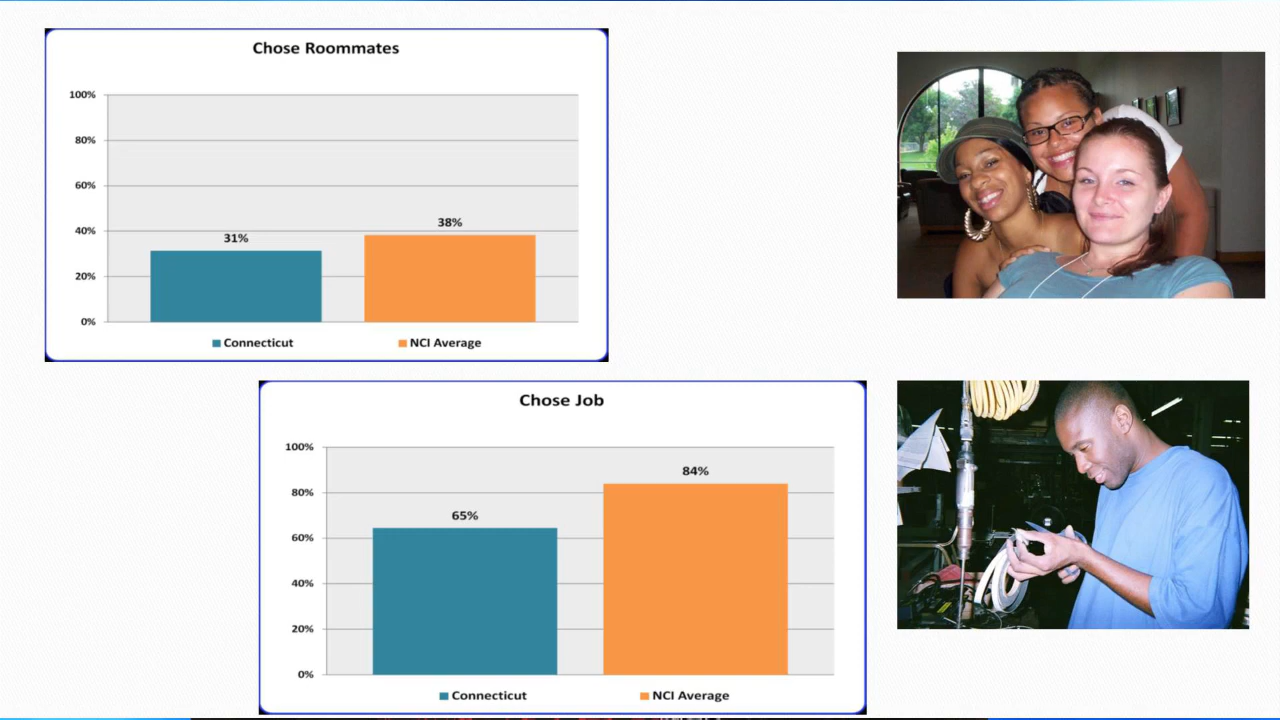 Chose Roommates
100%
80%
60%
40%
20%
0%
31%
38%
Connecticut
NCI Average
Chose Job
100%
80%
60%
40%
20%
0%
65%
84%
Connecticut
NCI Average